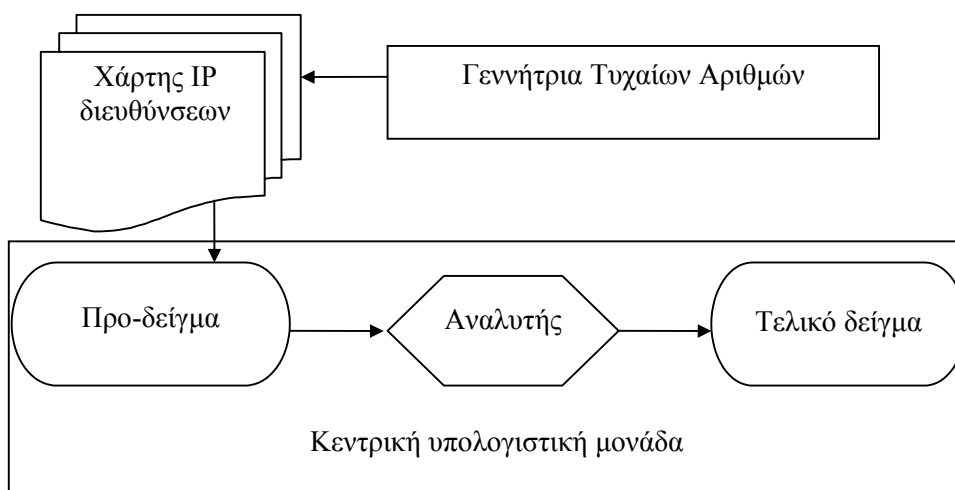 Χάρτης IP
διευθύνσεων
Γεννήτρια Τυχαίων Αριθμών
Προ-δείγμα
Αναλυτής
Τελικό δείγμα
Κεντρική υπολογιστική μονάδα